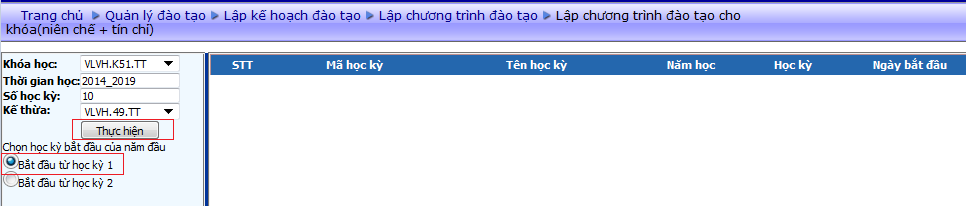 Trang chủ Quản lý đào tạo Lập kế hoạch đào tạo Lập chương trình đào tạo Lập chương trình đào tạo cho
khóa(niên chế + tín chỉ)
Khóa học: VLVH.K51.TT
Thời gian học: 2014_2019
Số học kỳ: 10
Kế thừa: VLVH.49.TT
Thực hiện
Chọn học kỳ bắt đầu của năm đầu
Bắt đầu từ học kỳ 1
Bắt đầu từ học kỳ 2
STT Mã học kỳ Tên học kỳ Năm học Học kỳ Ngày bắt đầu